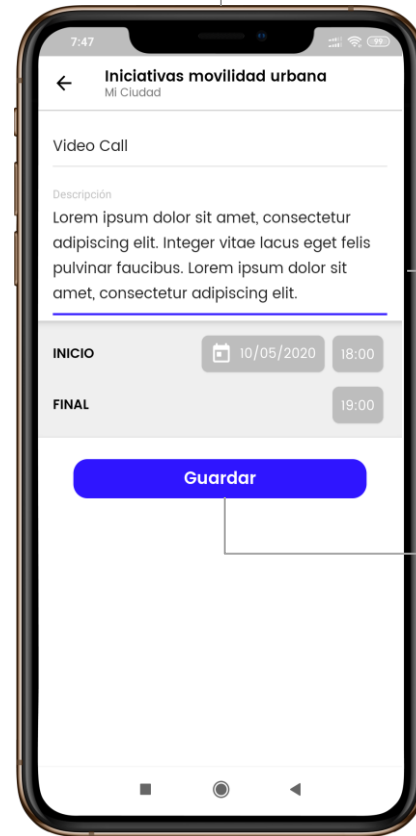 7:47
99
Iniciativas movilidad urbana
Mi Ciudad
Video Call
Descripción
Lorem ipsum dolor sit amet, consectetur
adipiscing elit. Integer vitae lacus eget felis
pulvinar faucibus. Lorem ipsum dolor sit
amet, consectetur adipiscing elit.
INICIO 10/05/2020 18:00
FINAL 19:00
Guardar